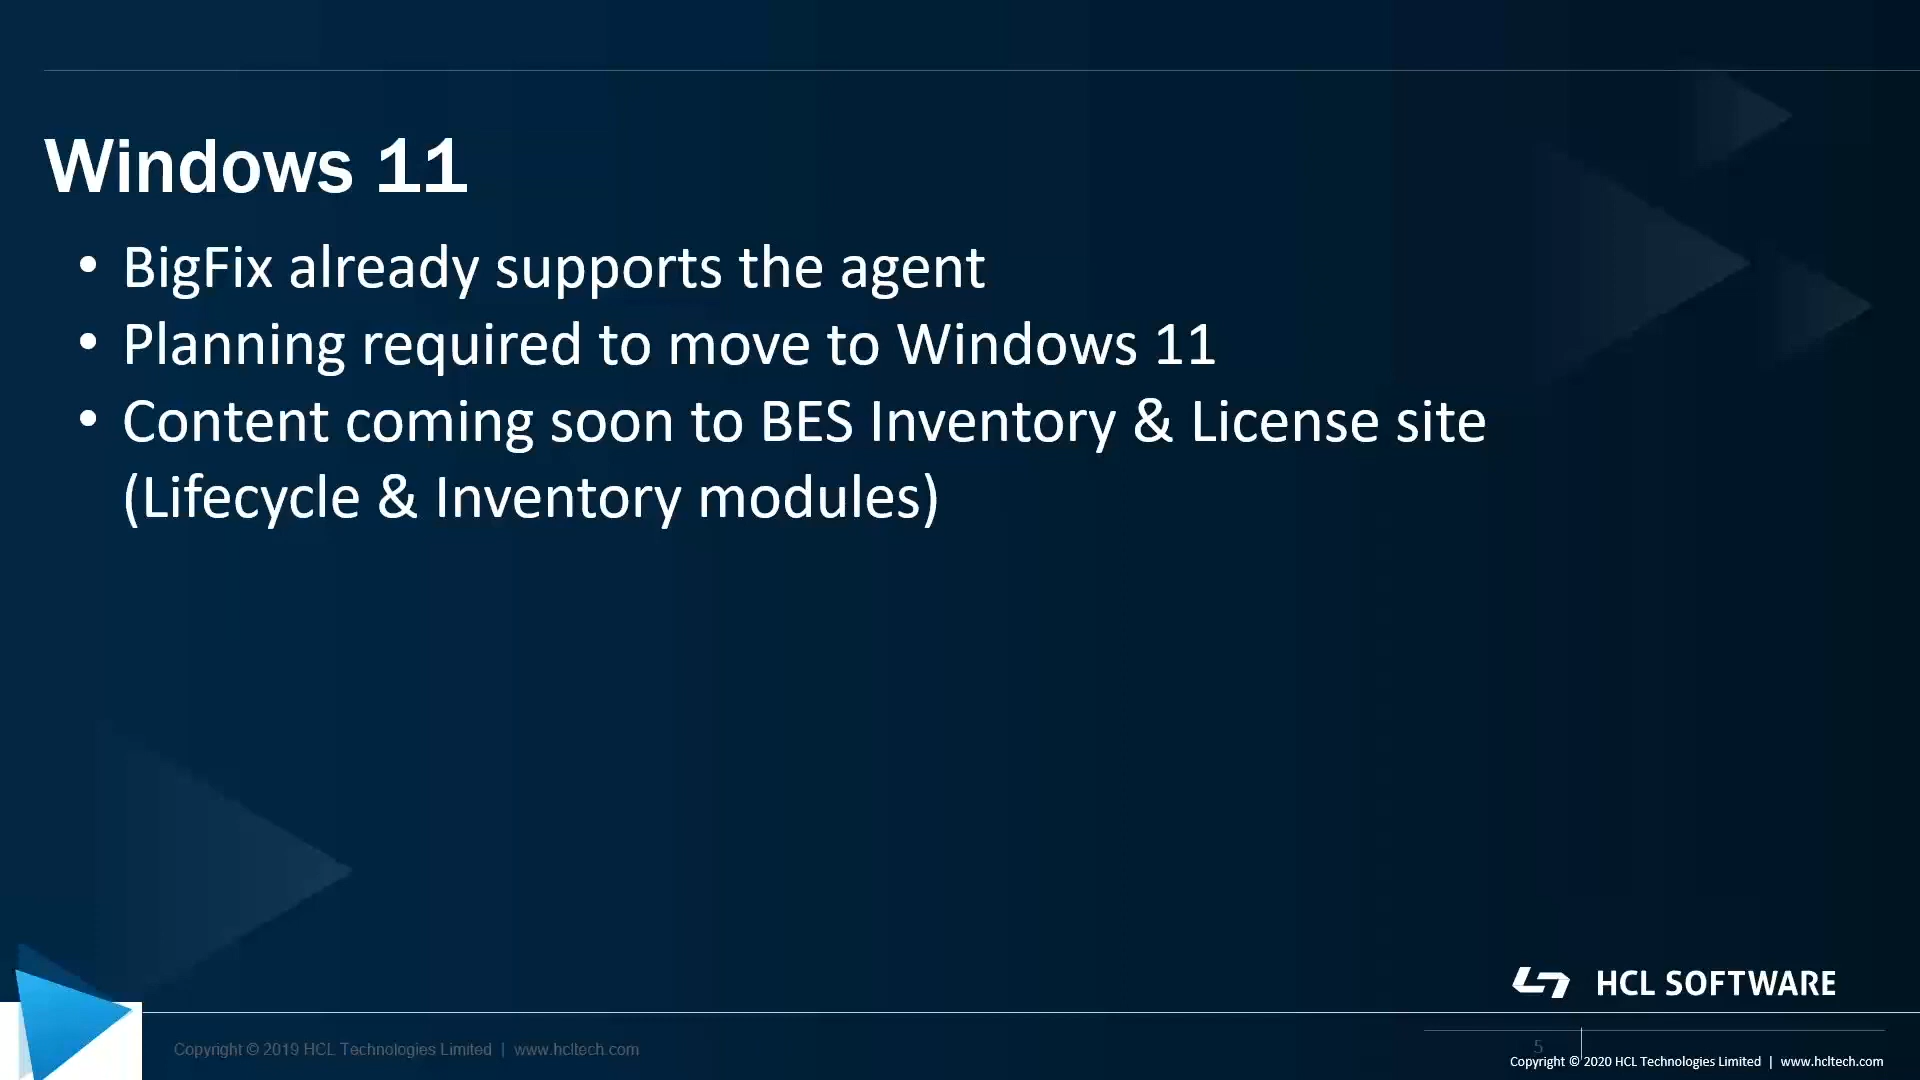 Windows 11
• BigFix already supports the agent
• Planning required to move to Windows 11
• Content coming soon to BES Inventory & License site
(Lifecycle & Inventory modules)
HCL SOFTWARE
Copyright © 2019 HCL Technologies Limited | www.hcltech.com
5
Copyright © 2020 HCL Technologies Limited | www.hcltech.com